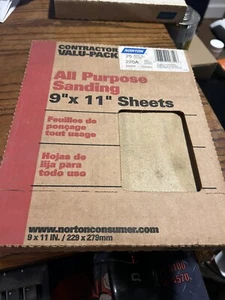 CONTRACTOR
VALU-PACK
NORTON
220A
All Purpose
Sanding
9"x 11" Sheets
Feuilles de
ponçage
tout usage
Hojas de
lija para
todo uso
www.nortonconsumer.com
9 x 11 IN. / 229 x 279mm